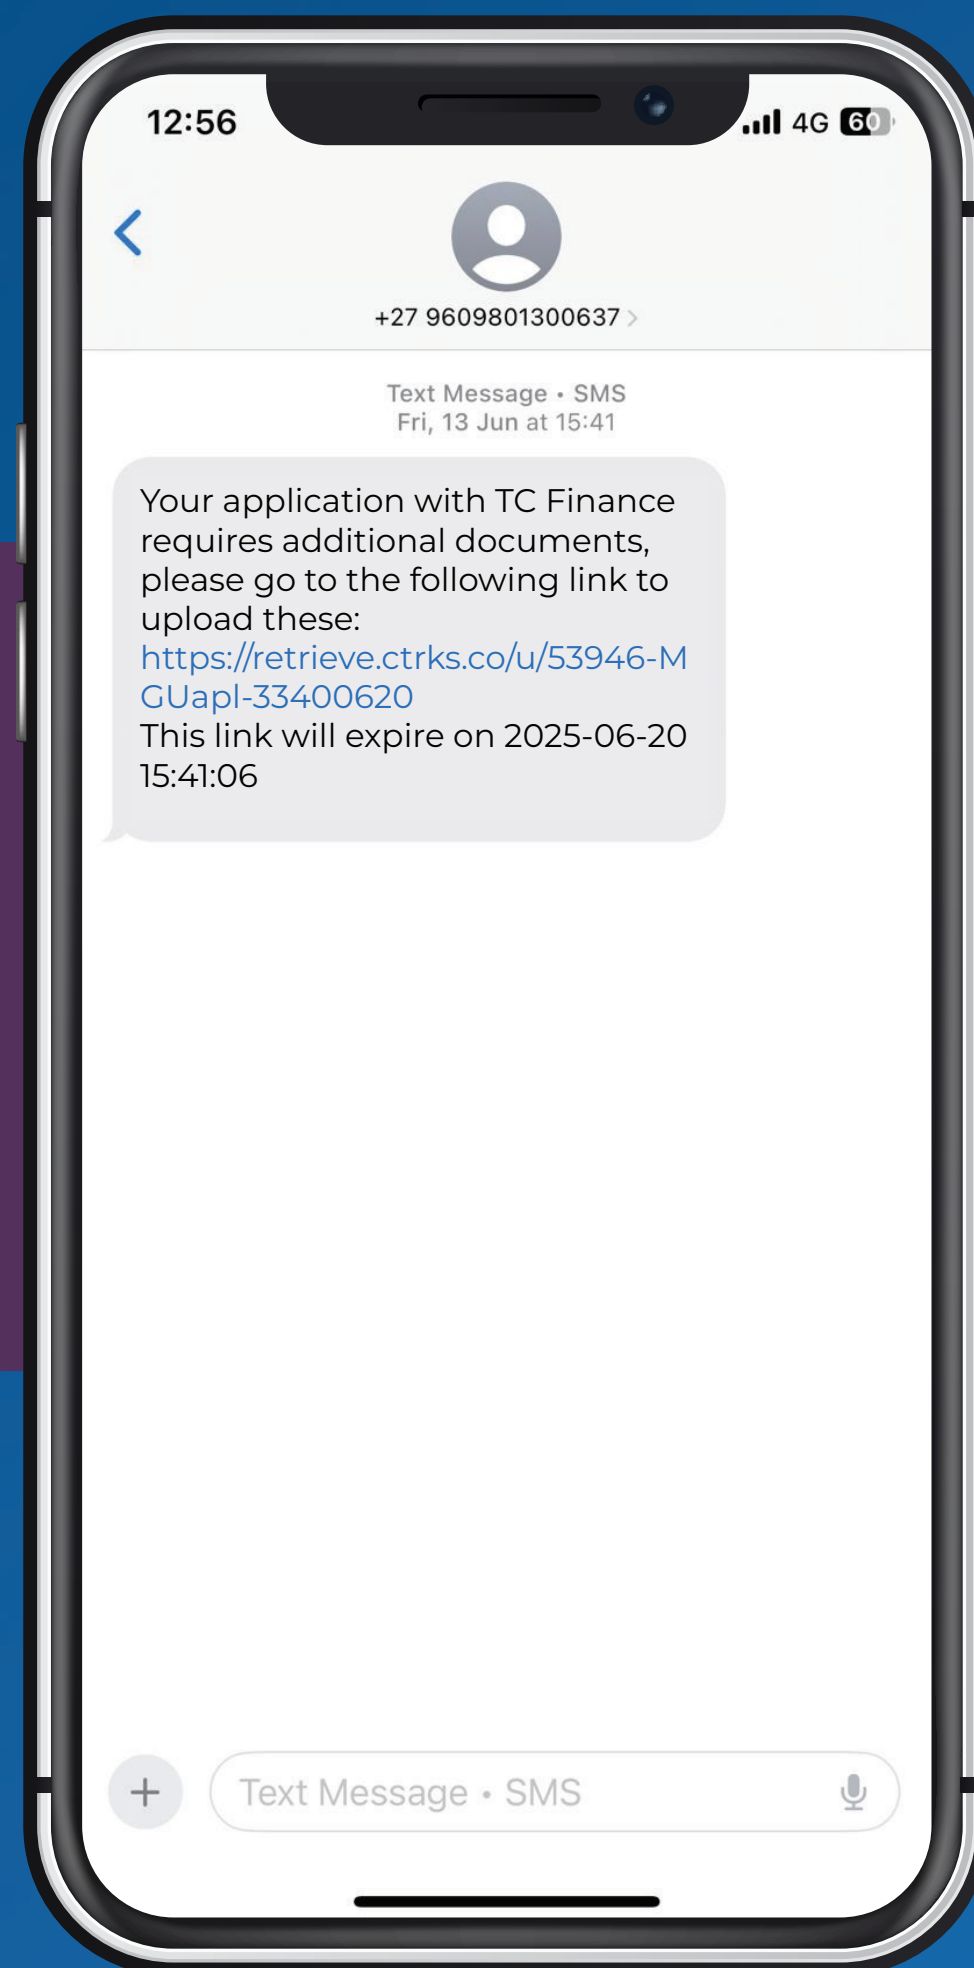 12:56
4G 60
+27 9609801300637
Text Message • SMS
Fri, 13 Jun at 15:41
Your application with TC Finance
requires additional documents,
please go to the following link to
upload these:
https://retrieve.ctrks.co/u/53946-M
GUapl-33400620
This link will expire on 2025-06-20
15:41:06
Text Message • SMS